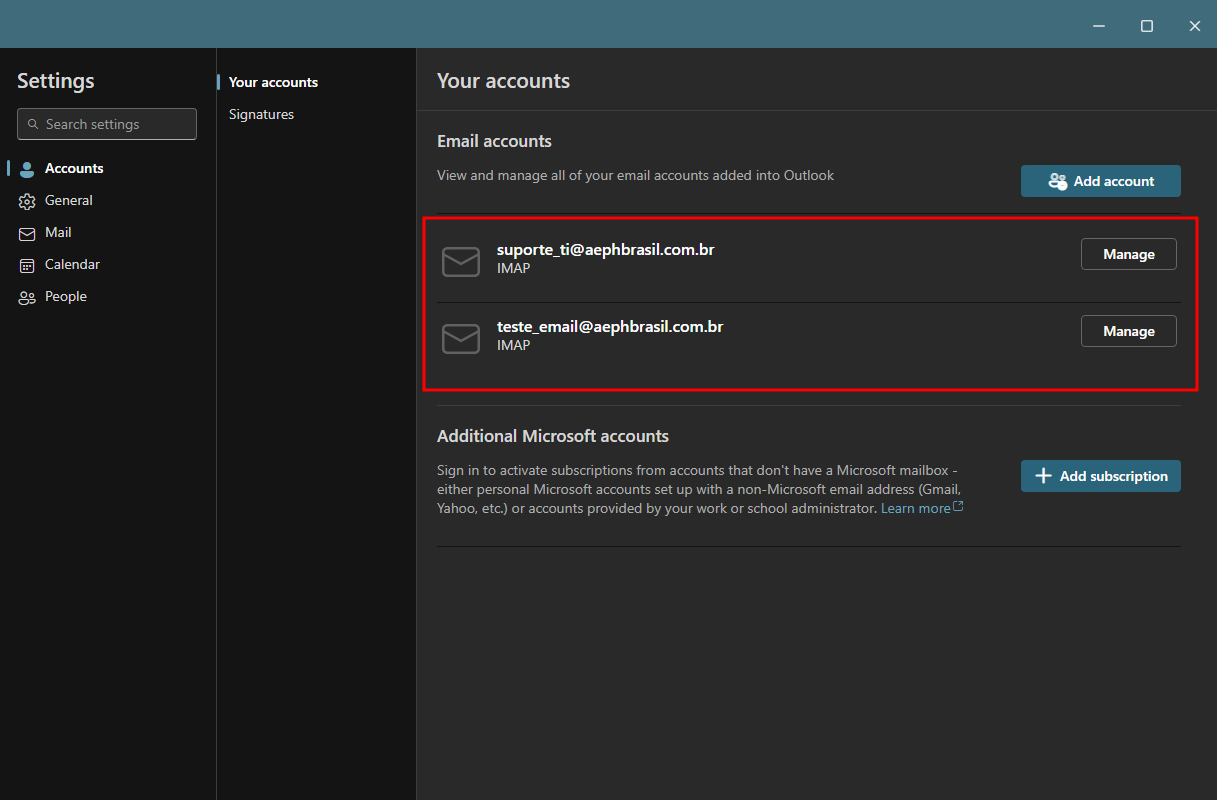 Settings
Search settings
Accounts
General
Mail
Calendar
People
Your accounts
Signatures
Your accounts
Email accounts
View and manage all of your email accounts added into Outlook
Add account
suporte_ti@aephbrasil.com.br
IMAP
Manage
teste_email@aephbrasil.com.br
IMAP
Manage
Additional Microsoft accounts
Sign in to activate subscriptions from accounts that don't have a Microsoft mailbox -
either personal Microsoft accounts set up with a non-Microsoft email address (Gmail,
Yahoo, etc.) or accounts provided by your work or school administrator. Learn more
Add subscription